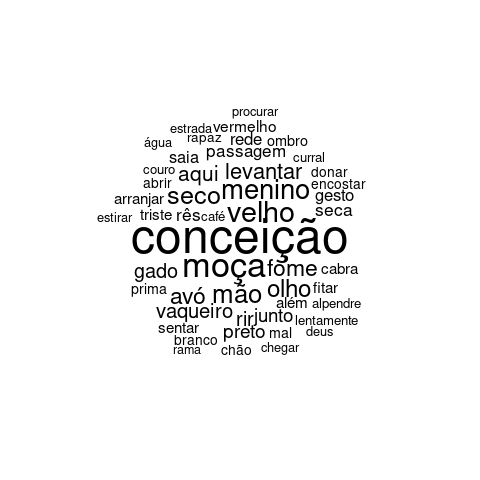 procurar
estrada vermelho
água rapaz rede ombro
saia passagem curral
couro aqui levantar donar
abrir seco menino encostar
arranjar gesto
estirar triste rês café velho seca
conceição
gado moça fome cabra
prima avó mão olho fitar
além alpendre
vaqueiro rir junto lentamente
sentar preto mal deus
branco
rama chão chegar